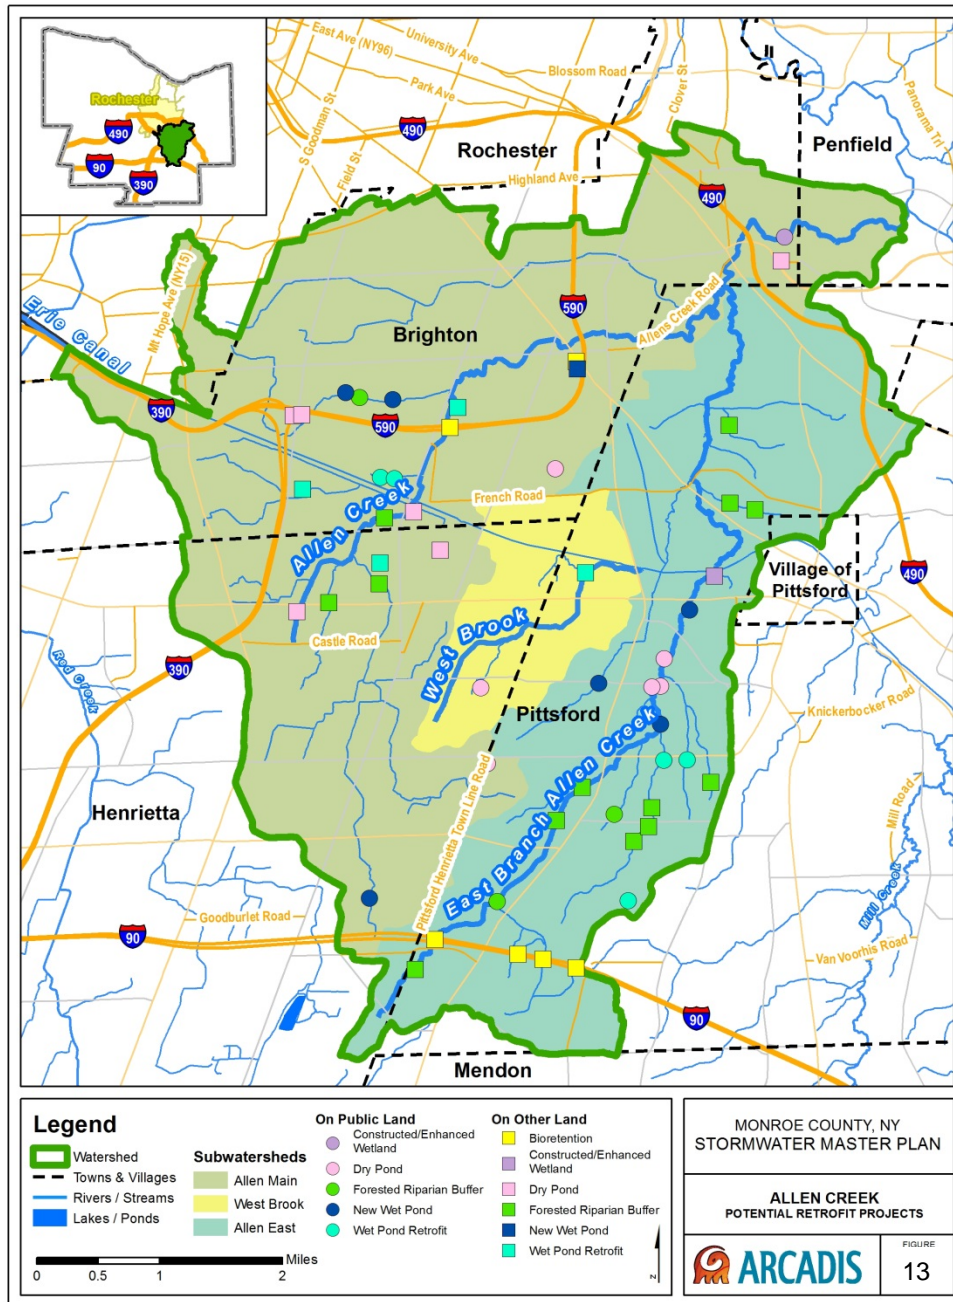 East Ave (NY96)
University Ave
Blossom Road
Park Ave
Clover St
Panorama Trl
S Goodman St
Field St
Rochester
490
90
390
490
Rochester
Highland Ave
Penfield
490
Mt Hope Ave (NY15)
Erie Canal
590
Allens Creek Road
Brighton
390
590
Allen Creek
French Road
Village of
Pittsford
490
Castle Road
West Brook
Red Creek
390
Pittsford
Knickerbocker Road
Henrietta
Pittsford Henrietta Town Line Road
East Branch Allen Creek
Mill Road
Mill Creek
Goodburlet Road
90
Van Voorhis Road
90
Mendon
Legend
Watershed
Towns & Villages
Rivers / Streams
Lakes / Ponds
Subwatersheds
Allen Main
West Brook
Allen East
On Public Land
Constructed/Enhanced
Wetland
Dry Pond
Forested Riparian Buffer
New Wet Pond
Wet Pond Retrofit
On Other Land
Bioretention
Constructed/Enhanced
Wetland
Dry Pond
Forested Riparian Buffer
New Wet Pond
Wet Pond Retrofit
Miles
0 0.5 1 2
N
MONROE COUNTY, NY
STORMWATER MASTER PLAN
ALLEN CREEK
POTENTIAL RETROFIT PROJECTS
ARCADIS
FIGURE
13